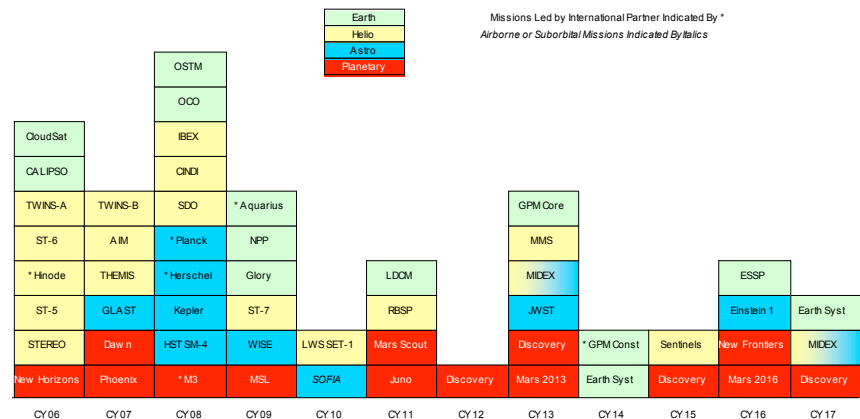 Earth
Missions Led by International Partner Indicated By *
Helio
Airborne or Suborbital Missions Indicated ByItalics
Astro
Planetary
OSTM
OCO
CloudSat
IBEX
CALIPSO
CINDI
TWINS-A
TWINS-B
SDO
* Aquarius
GPM Core
ST-6
AIM
* Planck
NPP
MMS
* Hinode
THEMIS
* Herschel
Glory
LDCM
MIDEX
ESSP
ST-5
GLAST
Kepler
ST-7
RBSP
JWST
Einstein 1
Earth Syst
STEREO
Dawn
HST SM-4
WISE
LWS SET-1
Mars Scout
Discovery
* GPM Const
Sentinels
New Frontiers
MIDEX
New Horizons
Phoenix
* M3
MSL
SOFIA
Juno
Discovery
Mars 2013
Earth Syst
Discovery
Mars 2016
Discovery
CY 06
CY 07
CY 08
CY 09
CY 10
CY 11
CY 12
CY 13
CY 14
CY 15
CY 16
CY 17